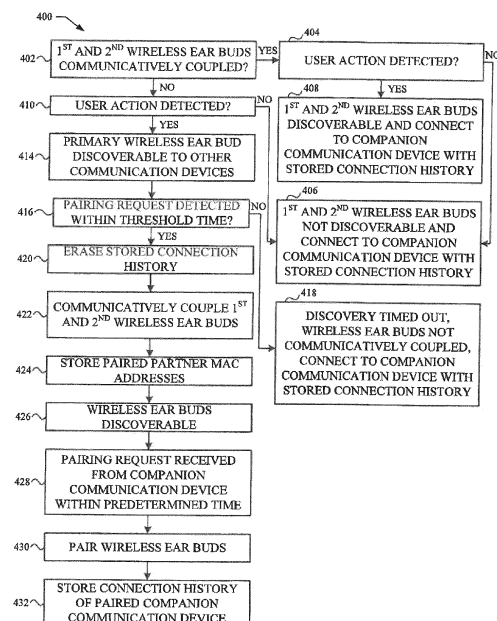 400
402
1ST AND 2ND WIRELESS EAR BUDS
COMMUNICATIVELY COUPLED?
YES
404
USER ACTION DETECTED?
NO
NO
YES
410
USER ACTION DETECTED?
NO
408
1ST AND 2ND WIRELESS EAR BUDS
DISCOVERABLE AND CONNECT
TO COMPANION
COMMUNICATION DEVICE WITH
STORED CONNECTION HISTORY
YES
414
PRIMARY WIRELESS EAR BUD
DISCOVERABLE TO OTHER
COMMUNICATION DEVICES
406
1ST AND 2ND WIRELESS EAR BUDS
NOT DISCOVERABLE AND
CONNECT TO COMPANION
COMMUNICATION DEVICE WITH
STORED CONNECTION HISTORY
416
PAIRING REQUEST DETECTED
WITHIN THRESHOLD TIME?
NO
YES
420
ERASE STORED CONNECTION
HISTORY
418
DISCOVERY TIMED OUT,
WIRELESS EAR BUDS NOT
COMMUNICATIVELY COUPLED,
CONNECT TO COMPANION
COMMUNICATION DEVICE WITH
STORED CONNECTION HISTORY
422
COMMUNICATIVELY COUPLE 1ST
AND 2ND WIRELESS EAR BUDS
424
STORE PAIRED PARTNER MAC
ADDRESSES
426
WIRELESS EAR BUDS
DISCOVERABLE
428
PAIRING REQUEST RECEIVED
FROM COMPANION
COMMUNICATION DEVICE
WITHIN PREDETERMINED TIME
430
PAIR WIRELESS EAR BUDS
432
STORE CONNECTION HISTORY
OF PAIRED COMPANION
COMMUNICATION DEVICE